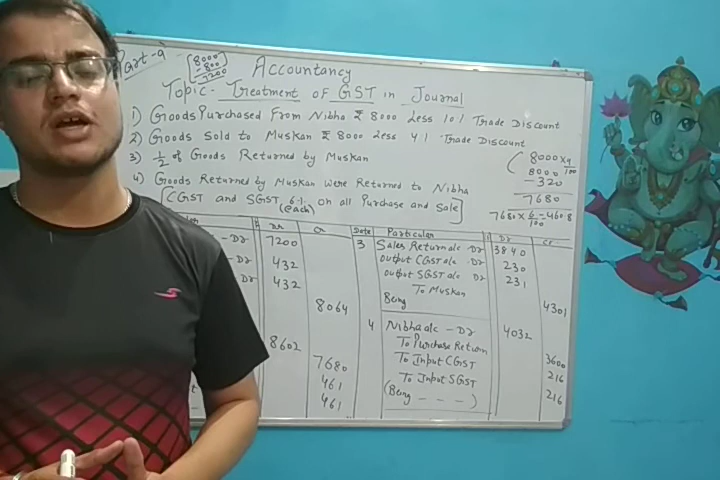 Part-9
8000
-800
7200
Accountancy
Topic- Treatment of GST in Journal
1) Goods Purchased From Nibha ₹ 8000 Less 10% Trade Discount
2) Goods Sold to Muskan ₹ 8000 Less 4% Trade Discount
3) 1/2 of Goods Returned by Muskan
4) Goods Returned by Muskan were Returned to Nibha
[CGST and SGST 6% (each) on all Purchase and Sale]
8000 × 4/100
8000
-320
7680
7680 × 6/100 = 460.8
Dr Cr
- Dr 7200
- Dr 432
Dr 432
8064
8602
7680
461
461
Date Particular Dr Cr
3 Sales Return a/c Dr 3840
output CGST a/c Dr 230
output SGST a/c Dr 231
To Muskan 4301
Being
4 Nibha a/c - Dr 4032
To Purchase Return 3600
To Input CGST 216
To Input SGST 216
(Being - - - )